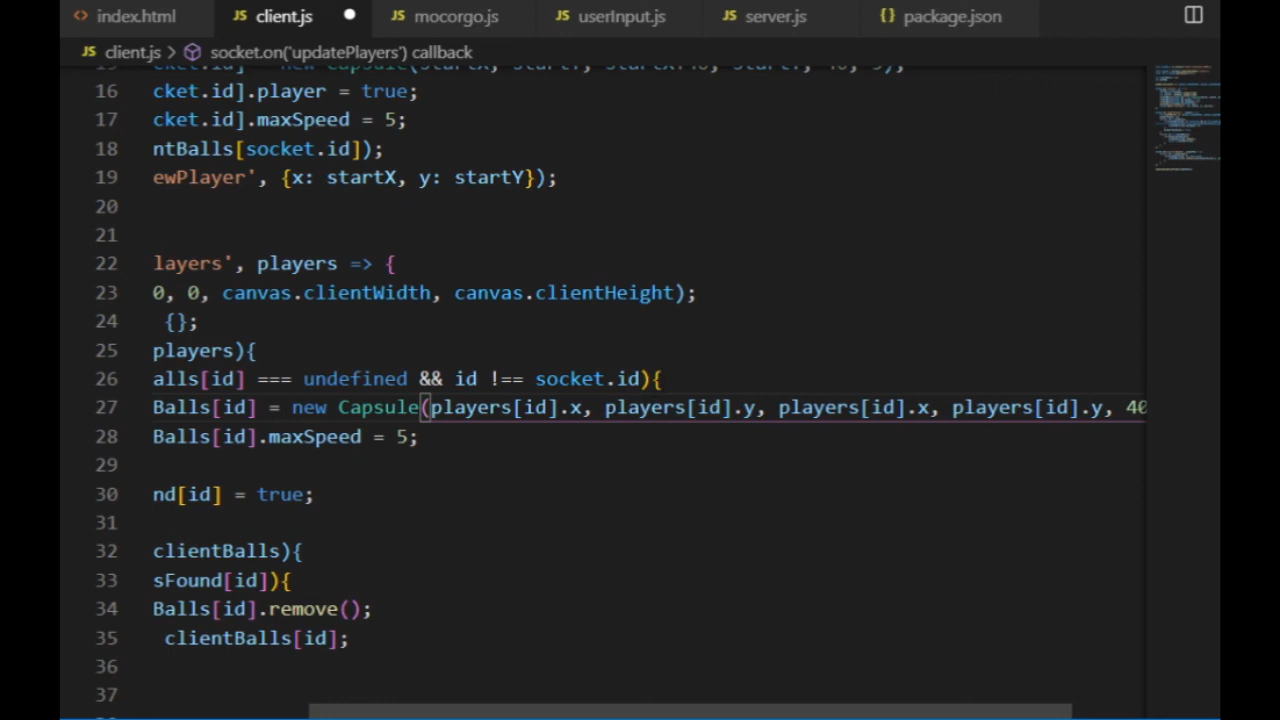 index.html
JS client.js
JS mocorgo.js
JS userInput.js
JS server.js
{} package.json
JS client.js > socket.on('updatePlayers') callback
16 cket.id].player = true;
17 cket.id].maxSpeed = 5;
18 ntBalls[socket.id]);
19 ewPlayer', {x: startX, y: startY});
20
21
22 layers', players => {
23 0, 0, canvas.clientWidth, canvas.clientHeight);
24 {};
25 players){
26 alls[id] === undefined && id !== socket.id){
27 Balls[id] = new Capsule(players[id].x, players[id].y, players[id].x, players[id].y, 40
28 Balls[id].maxSpeed = 5;
29
30 nd[id] = true;
31
32 clientBalls){
33 sFound[id]){
34 Balls[id].remove();
35 clientBalls[id];
36
37